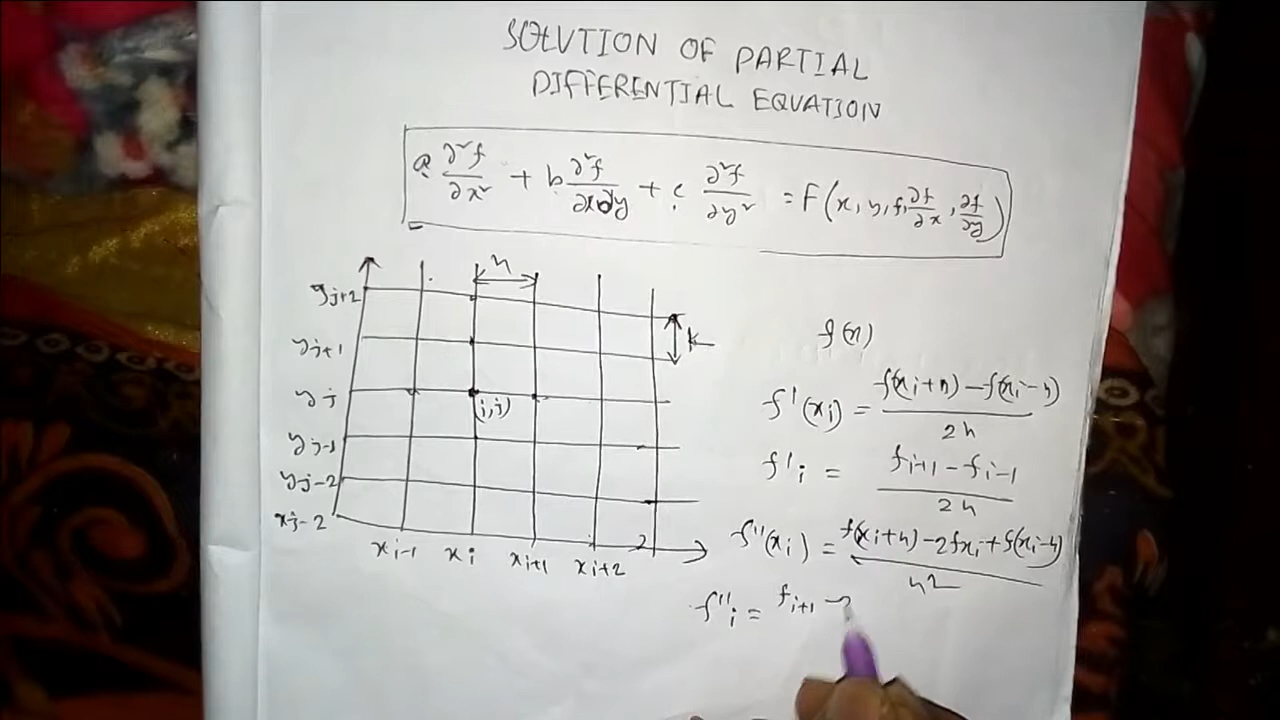 SOLUTION OF PARTIAL
DIFFERENTIAL EQUATION
a ∂²f/∂x² + b ∂²f/∂x∂y + c ∂²f/∂y² = F(x, y, f, ∂f/∂x, ∂f/∂y)
h
yj+2
K
yj+1
f(x)
yj
(i,j)
f'(xi) = f(xi+h) - f(xi-h) / 2h
yj-1
f'i = fi+1 - fi-1 / 2h
yj-2
xi-2
xi-1 xi xi+1 xi+2
f''(xi) = f(xi+h) - 2fxi + f(xi-h) / h2
f''i = fi+1 -